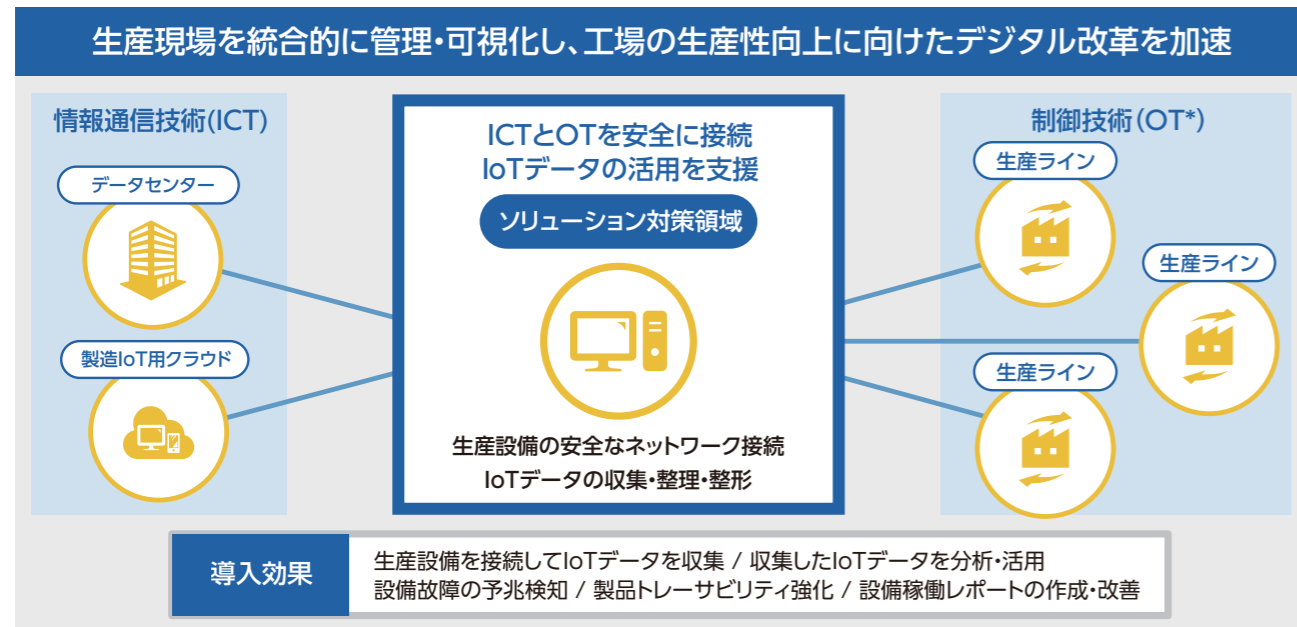 生産現場を統合的に管理・可視化し、工場の生産性向上に向けたデジタル改革を加速
情報通信技術(ICT)
データセンター
製造IoT用クラウド
ICTとOTを安全に接続
IoTデータの活用を支援
ソリューション対策領域
生産設備の安全なネットワーク接続
IoTデータの収集・整理・整形
制御技術(OT*)
生産ライン
生産ライン
生産ライン
導入効果
生産設備を接続してIoTデータを収集 / 収集したIoTデータを分析・活用
設備故障の予兆検知 / 製品トレーサビリティ強化 / 設備稼働レポートの作成・改善